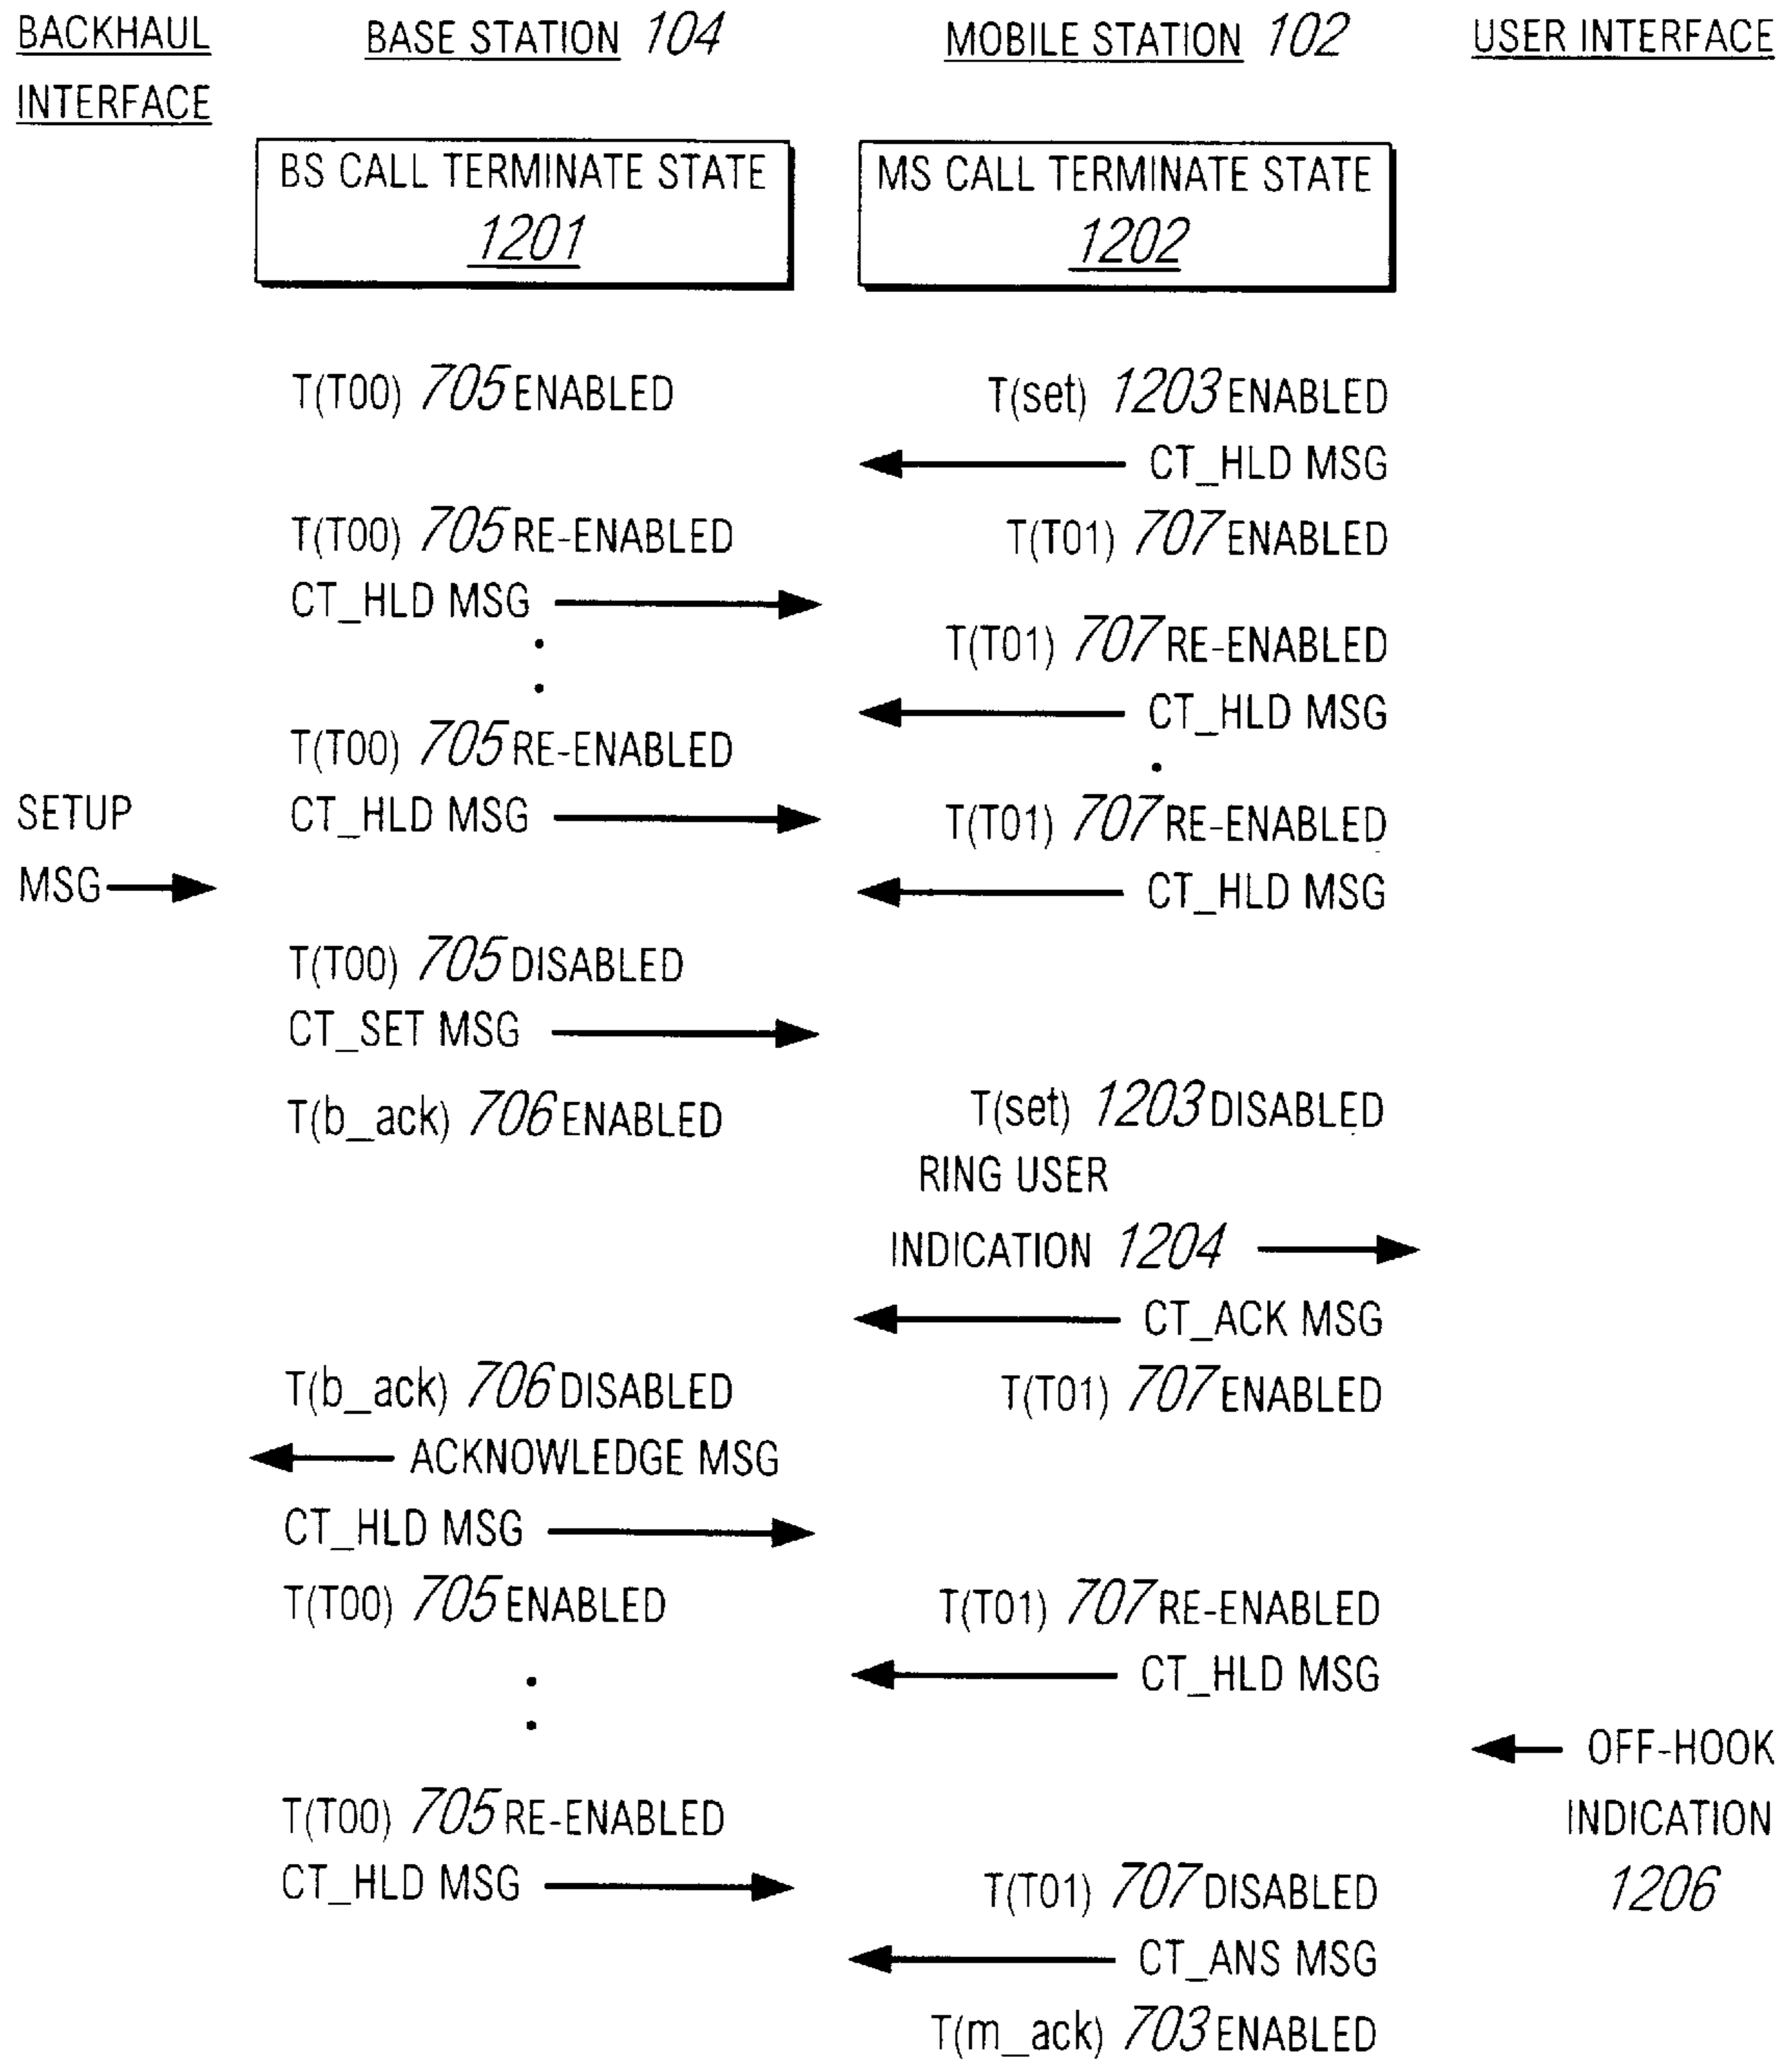 BACKHAUL INTERFACE
BASE STATION 104
MOBILE STATION 102
USER INTERFACE
BS CALL TERMINATE STATE
1201
MS CALL TERMINATE STATE
1202
T(T00) 705 ENABLED
T(set) 1203 ENABLED
CT_HLD MSG
T(T00) 705 RE-ENABLED
T(T01) 707 ENABLED
CT_HLD MSG
T(T01) 707 RE-ENABLED
CT_HLD MSG
T(T00) 705 RE-ENABLED
SETUP
CT_HLD MSG
T(T01) 707 RE-ENABLED
MSG
CT_HLD MSG
T(T00) 705 DISABLED
CT_SET MSG
T(b_ack) 706 ENABLED
T(set) 1203 DISABLED
RING USER
INDICATION 1204
CT_ACK MSG
T(b_ack) 706 DISABLED
T(T01) 707 ENABLED
ACKNOWLEDGE MSG
CT_HLD MSG
T(T00) 705 ENABLED
T(T01) 707 RE-ENABLED
CT_HLD MSG
OFF-HOOK
INDICATION
1206
T(T00) 705 RE-ENABLED
CT_HLD MSG
T(T01) 707 DISABLED
CT_ANS MSG
T(m_ack) 703 ENABLED